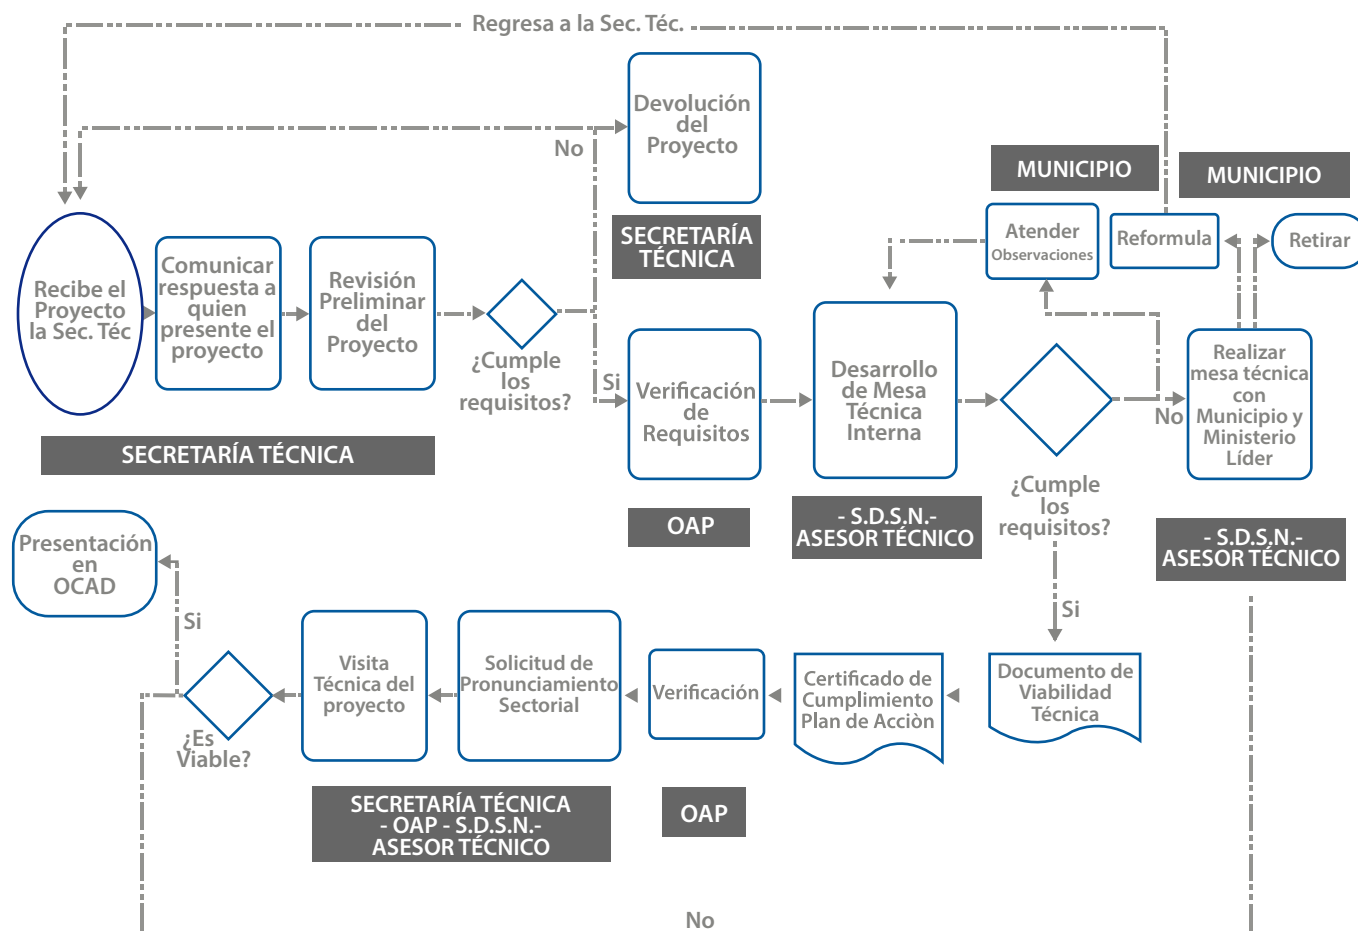 Regresa a la Sec. Téc.
Devolución
del
Proyecto
No
SECRETARÍA
TÉCNICA
MUNICIPIO
MUNICIPIO
Atender
Observaciones
Reformula
Retirar
Recibe el
Proyecto
la Sec. Téc
Comunicar
respuesta a
quien
presente el
proyecto
Revisión
Preliminar
del
Proyecto
¿Cumple
los
requisitos?
Si
Verificación
de
Requisitos
Desarrollo
de Mesa
Técnica
Interna
No
Realizar
mesa técnica
con
Municipio y
Ministerio
Líder
SECRETARÍA TÉCNICA
OAP
- S.D.S.N.-
ASESOR TÉCNICO
¿Cumple
los
requisitos?
- S.D.S.N.-
ASESOR TÉCNICO
Presentación
en
OCAD
Si
Si
¿Es
Viable?
Visita
Técnica del
proyecto
Solicitud de
Pronunciamiento
Sectorial
Verificación
Certificado de
Cumplimiento
Plan de Acciòn
Documento de
Viabilidad
Técnica
SECRETARÍA TÉCNICA
- OAP - S.D.S.N.-
ASESOR TÉCNICO
OAP
No